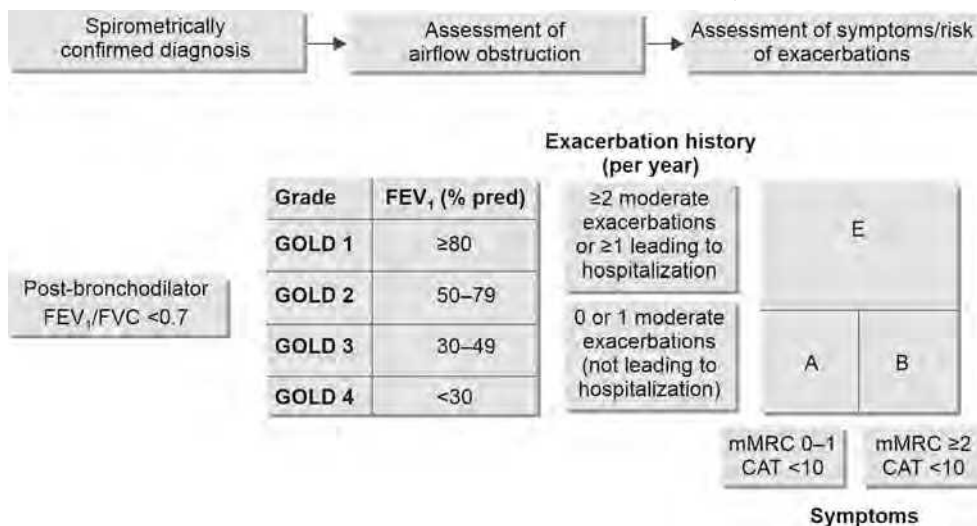 Spirometrically
confirmed diagnosis
Assessment of
airflow obstruction
Assessment of symptoms/risk
of exacerbations
Post-bronchodilator
FEV₁/FVC <0.7
Grade FEV₁ (% pred)
GOLD 1 ≥80
GOLD 2 50–79
GOLD 3 30–49
GOLD 4 <30
Exacerbation history
(per year)
≥2 moderate
exacerbations
or ≥1 leading to
hospitalization
0 or 1 moderate
exacerbations
(not leading to
hospitalization)
E
A B
mMRC 0–1
CAT <10
mMRC ≥2
CAT <10
Symptoms